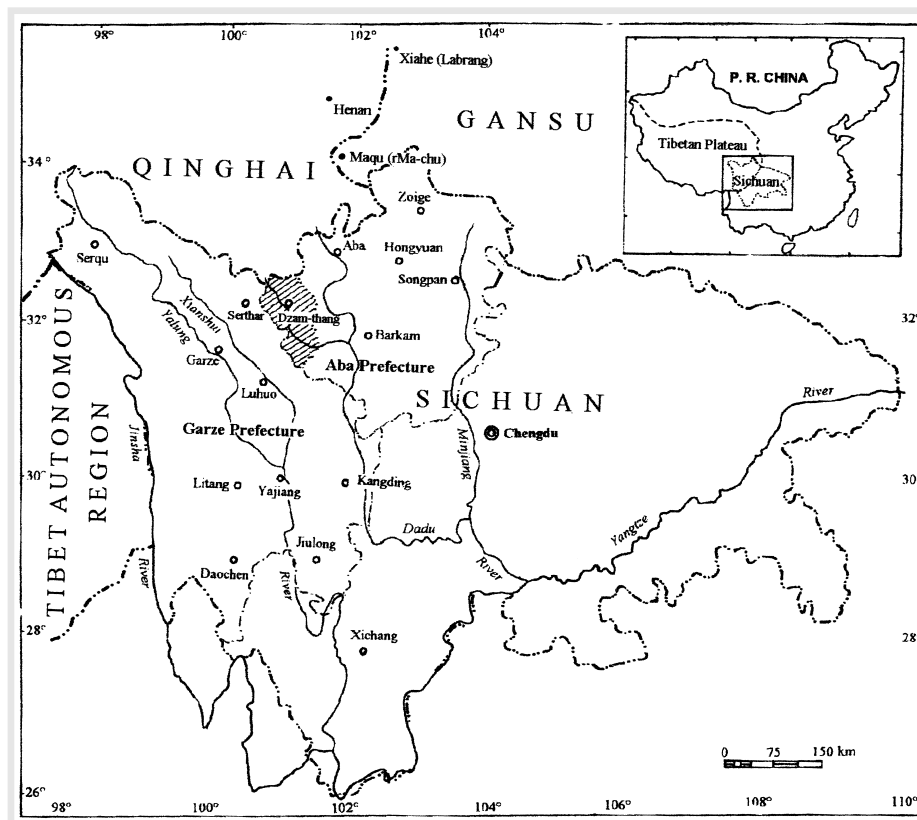 98°
100°
102°
104°
Xiahe (Labrang)
P. R. CHINA
Tibetan Plateau
Sichuan
Henan
GANSU
QINGHAI
Maqu (rMa-chu)
34°
Zoige
Aba
Hongyuan
Serqu
Songpan
32°
32°
Xianshui
Serthar
Dzam-thang
Yalung
Barkam
Garze
Aba Prefecture
Luhuo
SICHUAN
River
Garze Prefecture
Chengdu
Jinsha
Minjiang
TIBET AUTONOMOUS
REGION
30°
30°
Litang
Yajiang
Kangding
Yangtze
Dadu
Jiulong
River
River
River
Daochen
28°
28°
Xichang
0 75 150 km
26°
98°
100°
102°
104°
106°
108°
110°